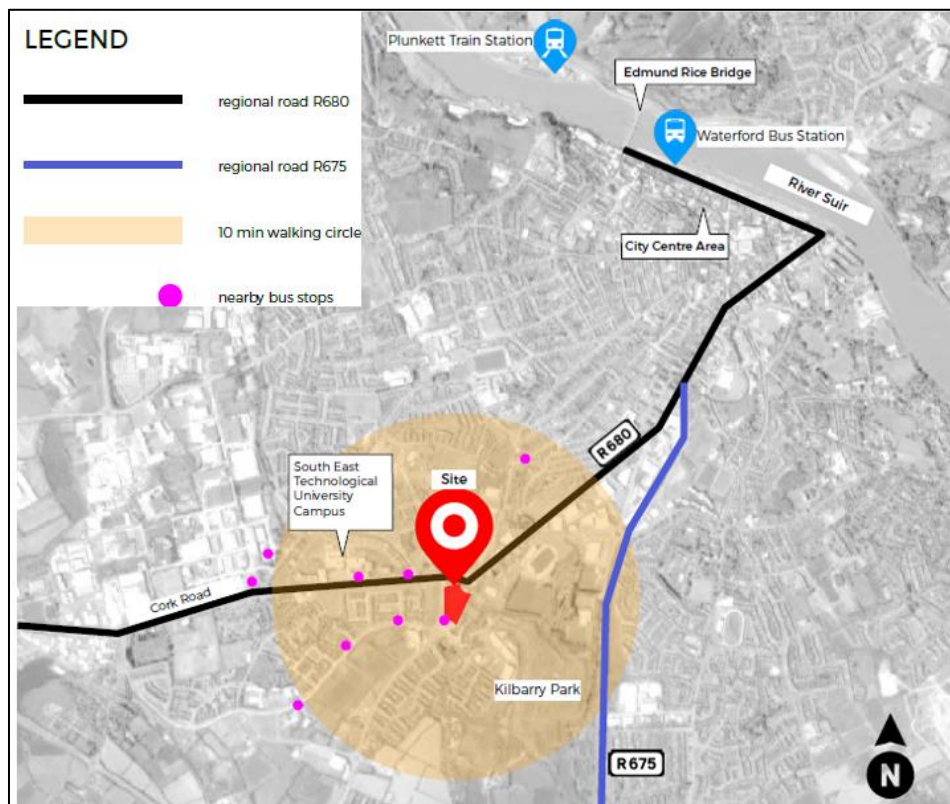 LEGEND
regional road R680
regional road R675
10 min walking circle
nearby bus stops
Plunkett Train Station
Edmund Rice Bridge
Waterford Bus Station
River Suir
City Centre Area
R680
South East
Technological
University
Campus
Site
Cork Road
Kilbarry Park
R675
N